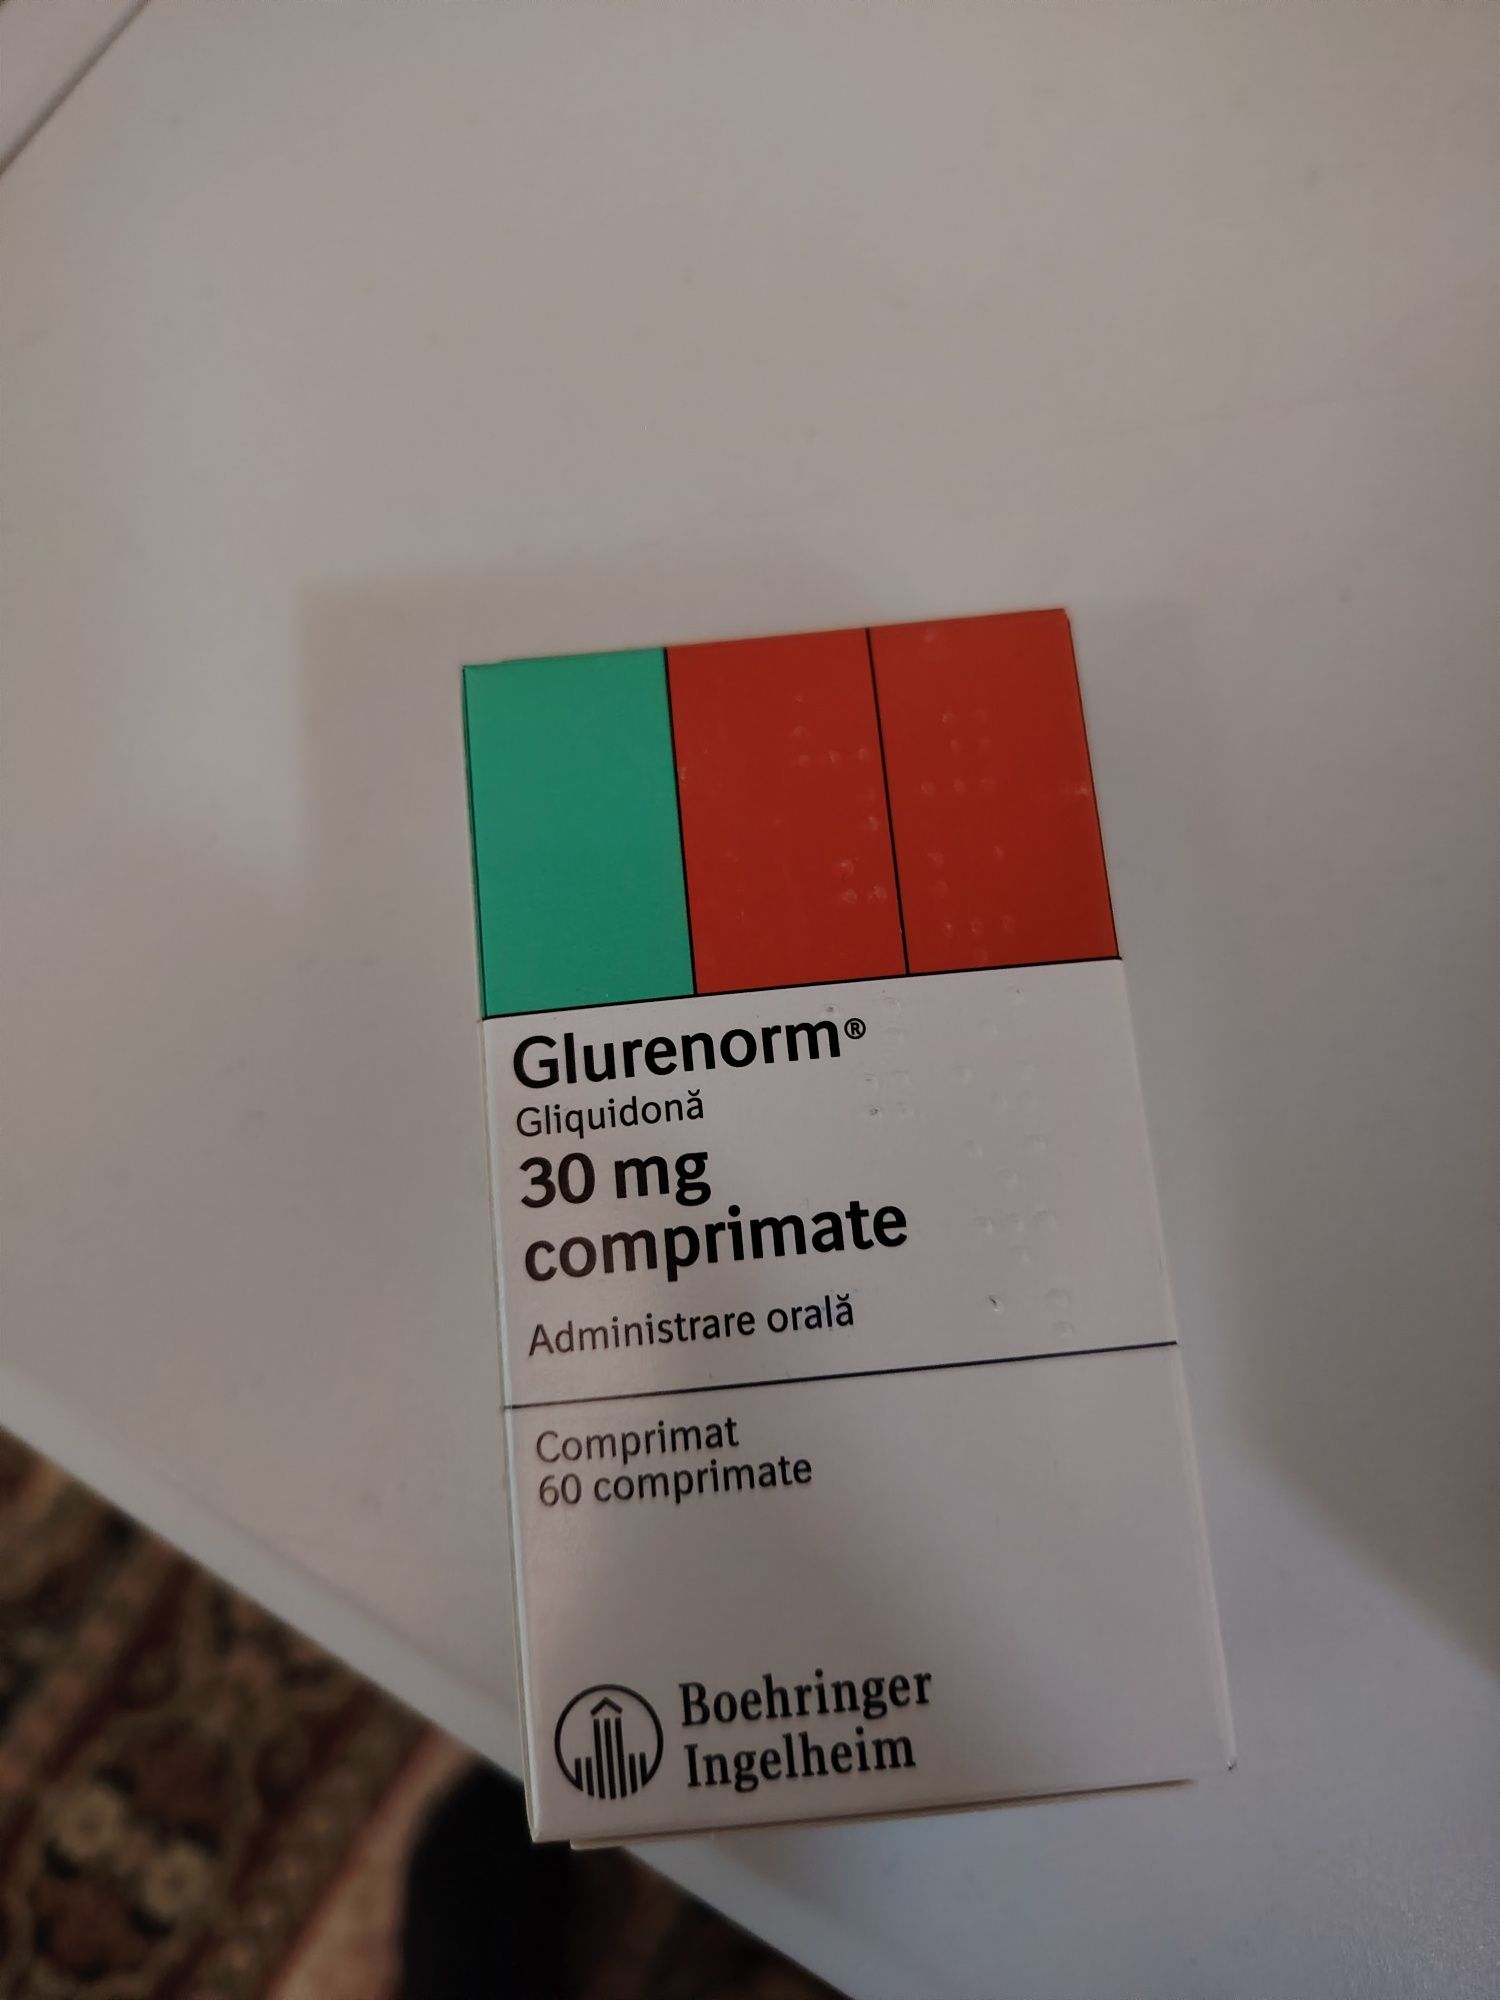 Glurenorm®
Gliquidonă
30 mg
comprimate
Administrare orală
Comprimat
60 comprimate
Boehringer
Ingelheim